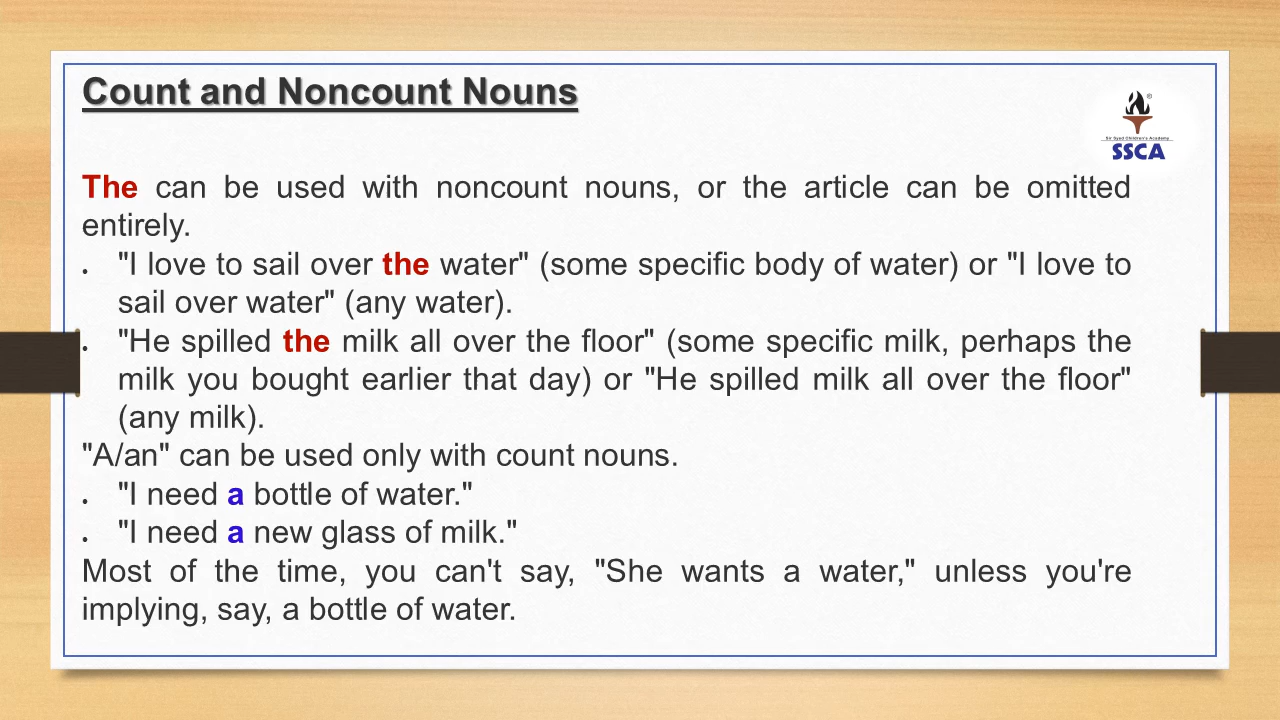 Count and Noncount Nouns
®
Sir Syed Children's Academy
SSCA
The can be used with noncount nouns, or the article can be omitted
entirely.
• "I love to sail over the water" (some specific body of water) or "I love to
sail over water" (any water).
• "He spilled the milk all over the floor" (some specific milk, perhaps the
milk you bought earlier that day) or "He spilled milk all over the floor"
(any milk).
"A/an" can be used only with count nouns.
• "I need a bottle of water."
• "I need a new glass of milk."
Most of the time, you can't say, "She wants a water," unless you're
implying, say, a bottle of water.